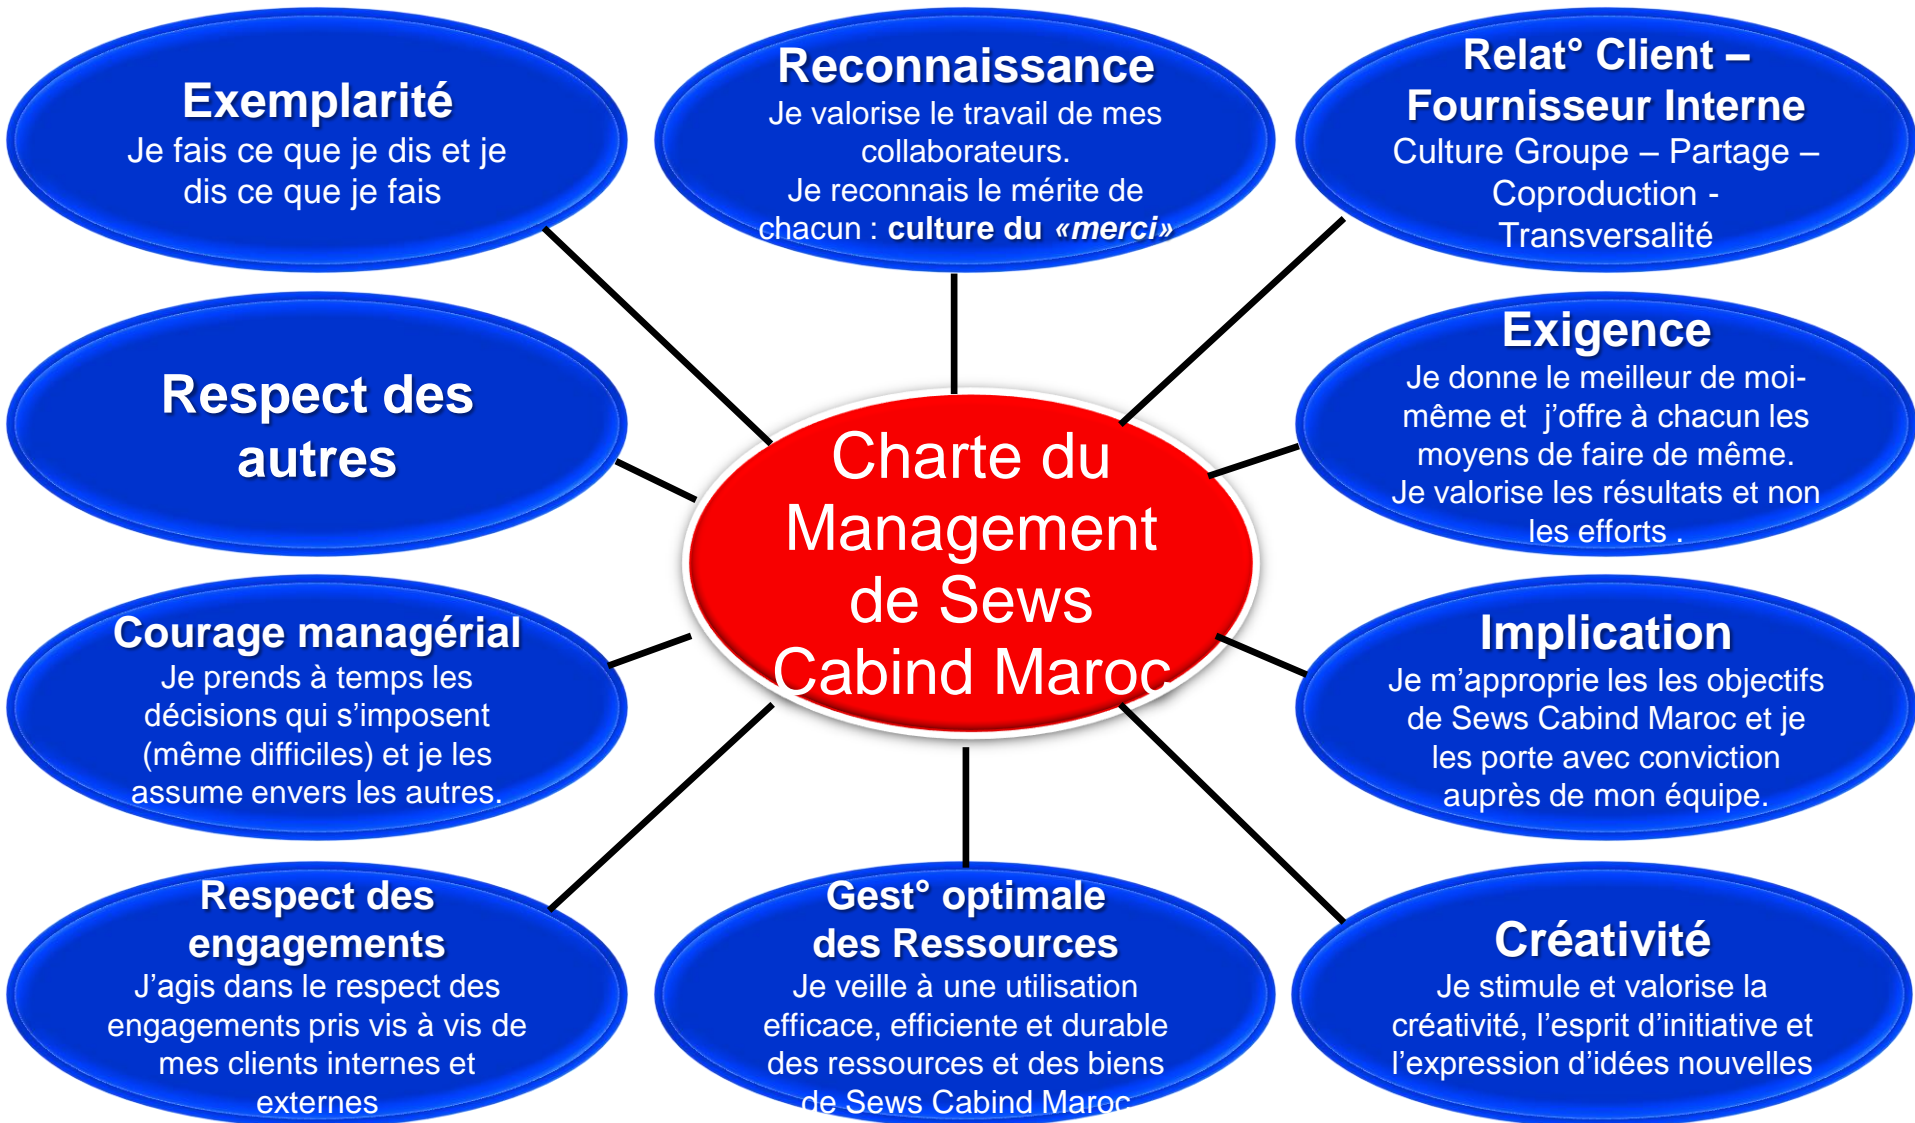 Exemplarité
Je fais ce que je dis et je
dis ce que je fais
Reconnaissance
Je valorise le travail de mes
collaborateurs.
Je reconnais le mérite de
chacun : culture du «merci»
Relat° Client –
Fournisseur Interne
Culture Groupe – Partage –
Coproduction -
Transversalité
Respect des
autres
Charte du
Management
de Sews
Cabind Maroc
Exigence
Je donne le meilleur de moi-
même et j’offre à chacun les
moyens de faire de même.
Je valorise les résultats et non
les efforts .
Courage managérial
Je prends à temps les
décisions qui s’imposent
(même difficiles) et je les
assume envers les autres.
Implication
Je m’approprie les les objectifs
de Sews Cabind Maroc et je
les porte avec conviction
auprès de mon équipe.
Respect des
engagements
J’agis dans le respect des
engagements pris vis à vis de
mes clients internes et
externes
Gest° optimale
des Ressources
Je veille à une utilisation
efficace, efficiente et durable
des ressources et des biens
de Sews Cabind Maroc
Créativité
Je stimule et valorise la
créativité, l’esprit d’initiative et
l’expression d’idées nouvelles